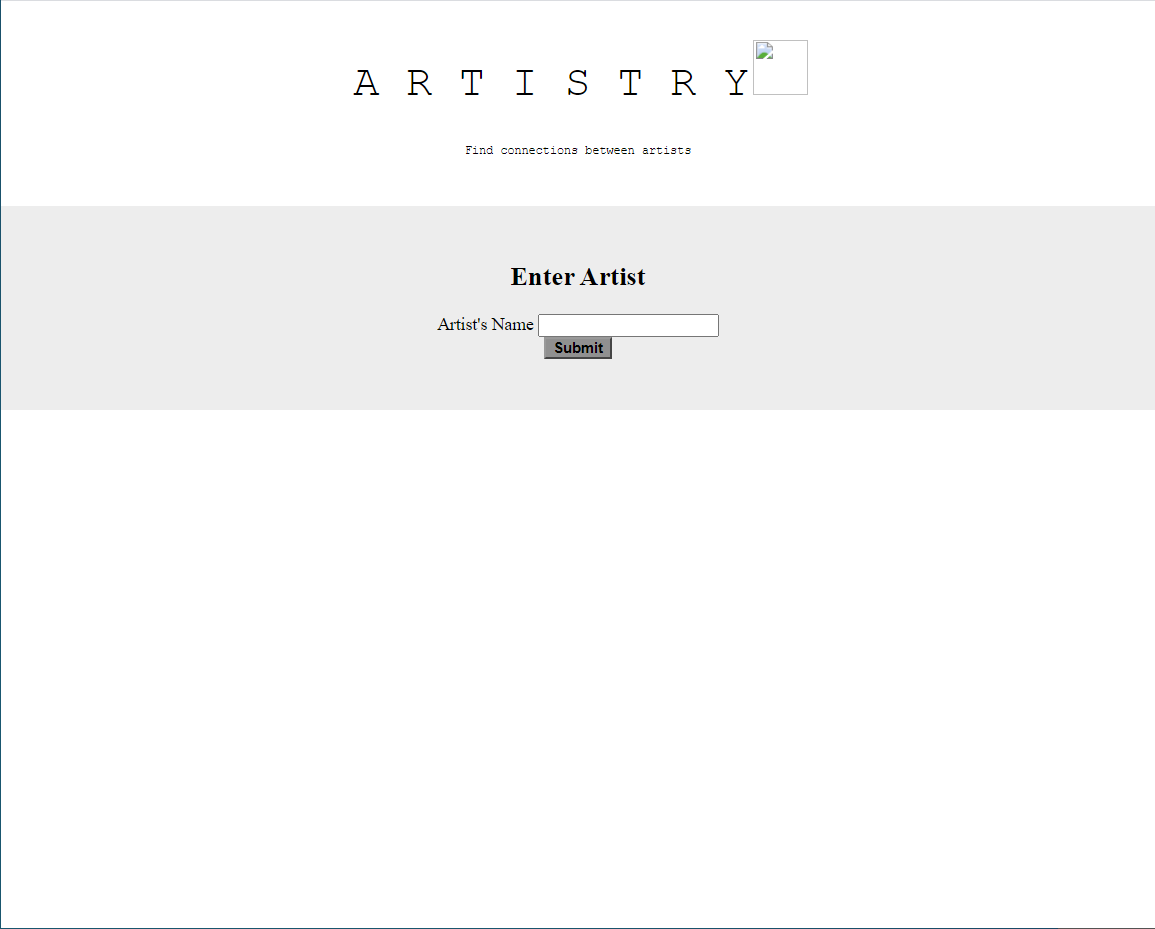 A R T I S T R Y
Find connections between artists
Enter Artist
Artist's Name
Submit